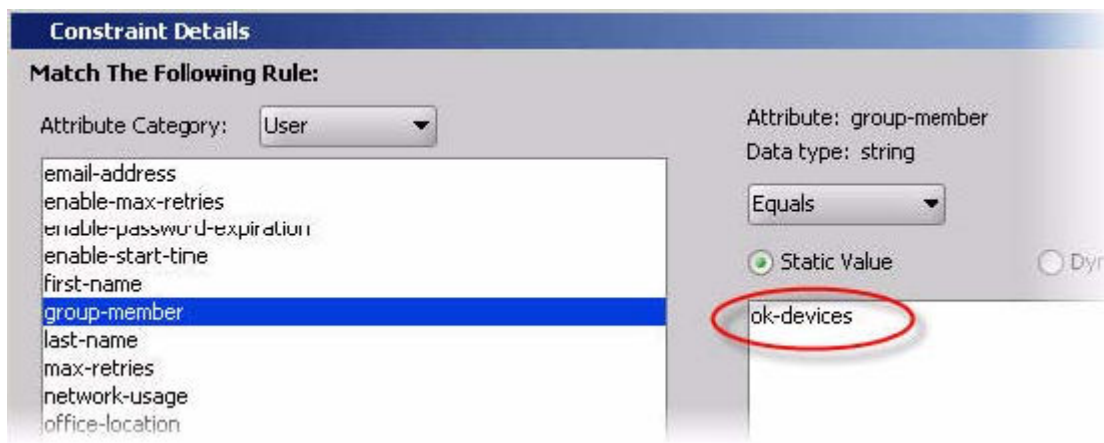 Constraint Details
Match The Following Rule:
Attribute Category: User
email-address
enable-max-retries
enable-password-expiration
enable-start-time
first-name
group-member
last-name
max-retries
network-usage
office-location
Attribute: group-member
Data type: string
Equals
Static Value
ok-devices